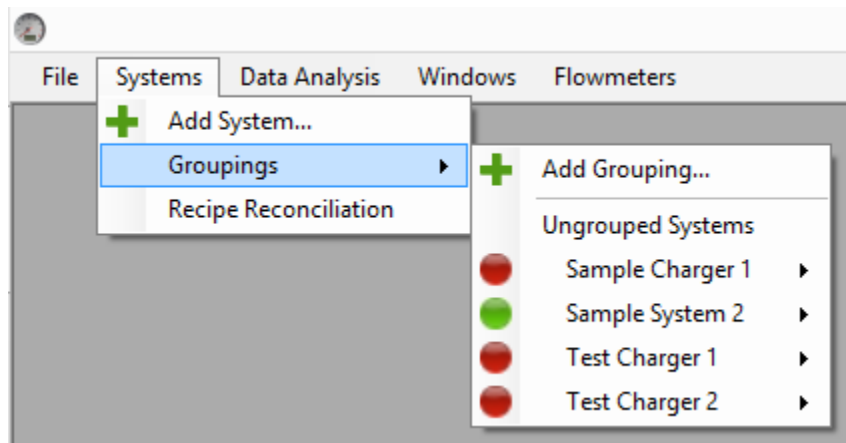 File Systems Data Analysis Windows Flowmeters
Add System...
Groupings
Recipe Reconciliation
Add Grouping...
Ungrouped Systems
Sample Charger 1
Sample System 2
Test Charger 1
Test Charger 2